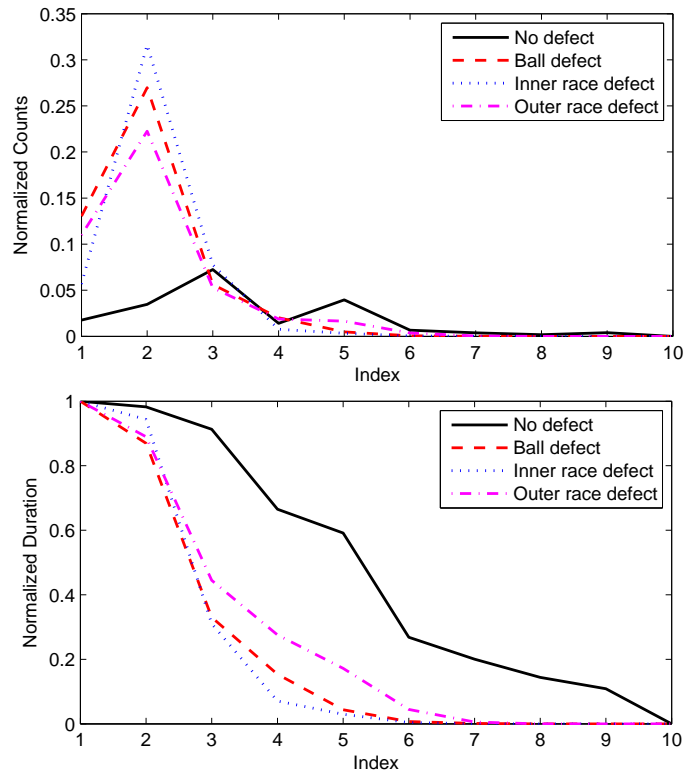 0.35
0.3
0.25
0.2
0.15
0.1
0.05
0
Normalized Counts
No defect
Ball defect
Inner race defect
Outer race defect
1 2 3 4 5 6 7 8 9 10
Index
1
0.8
0.6
0.4
0.2
0
Normalized Duration
No defect
Ball defect
Inner race defect
Outer race defect
1 2 3 4 5 6 7 8 9 10
Index